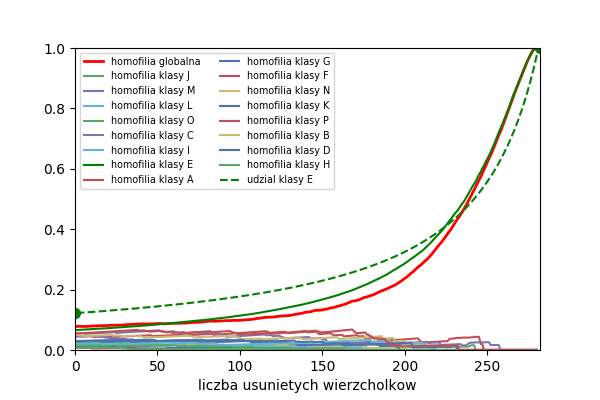 1.0
0.8
0.6
0.4
0.2
0.0
homofilia globalna
homofilia klasy J
homofilia klasy M
homofilia klasy L
homofilia klasy O
homofilia klasy C
homofilia klasy I
homofilia klasy E
homofilia klasy A
homofilia klasy G
homofilia klasy F
homofilia klasy N
homofilia klasy K
homofilia klasy P
homofilia klasy B
homofilia klasy D
homofilia klasy H
udzial klasy E
0 50 100 150 200 250
liczba usunietych wierzcholkow